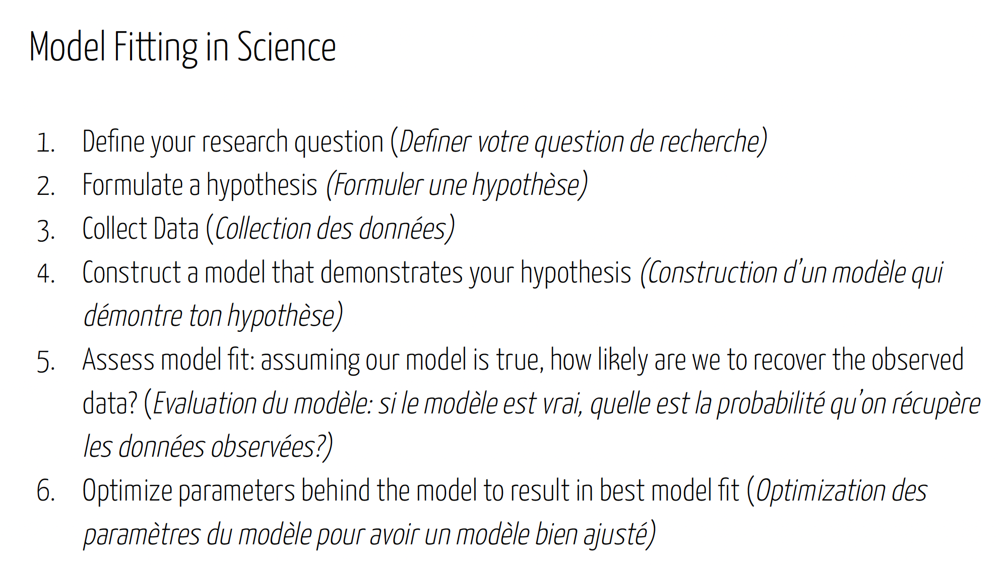 Model Fitting in Science
1. Define your research question (Definer votre question de recherche)
2. Formulate a hypothesis (Formuler une hypothèse)
3. Collect Data (Collection des données)
4. Construct a model that demonstrates your hypothesis (Construction d’un modèle qui
démontre ton hypothèse)
5. Assess model fit: assuming our model is true, how likely are we to recover the observed
data? (Evaluation du modèle: si le modèle est vrai, quelle est la probabilité qu’on récupère
les données observées?)
6. Optimize parameters behind the model to result in best model fit (Optimization des
paramètres du modèle pour avoir un modèle bien ajusté)